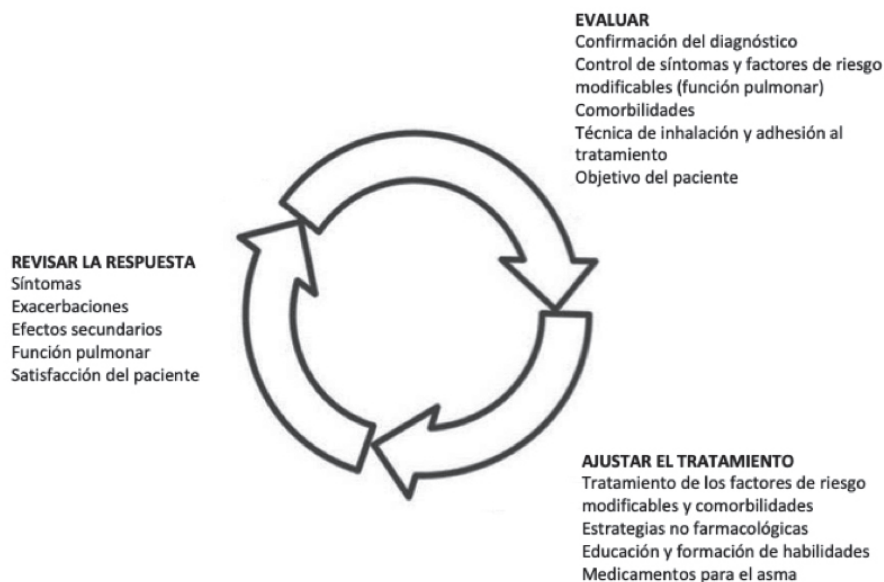 EVALUAR
Confirmación del diagnóstico
Control de síntomas y factores de riesgo
modificables (función pulmonar)
Comorbilidades
Técnica de inhalación y adhesión al
tratamiento
Objetivo del paciente
REVISAR LA RESPUESTA
Síntomas
Exacerbaciones
Efectos secundarios
Función pulmonar
Satisfacción del paciente
AJUSTAR EL TRATAMIENTO
Tratamiento de los factores de riesgo
modificables y comorbilidades
Estrategias no farmacológicas
Educación y formación de habilidades
Medicamentos para el asma